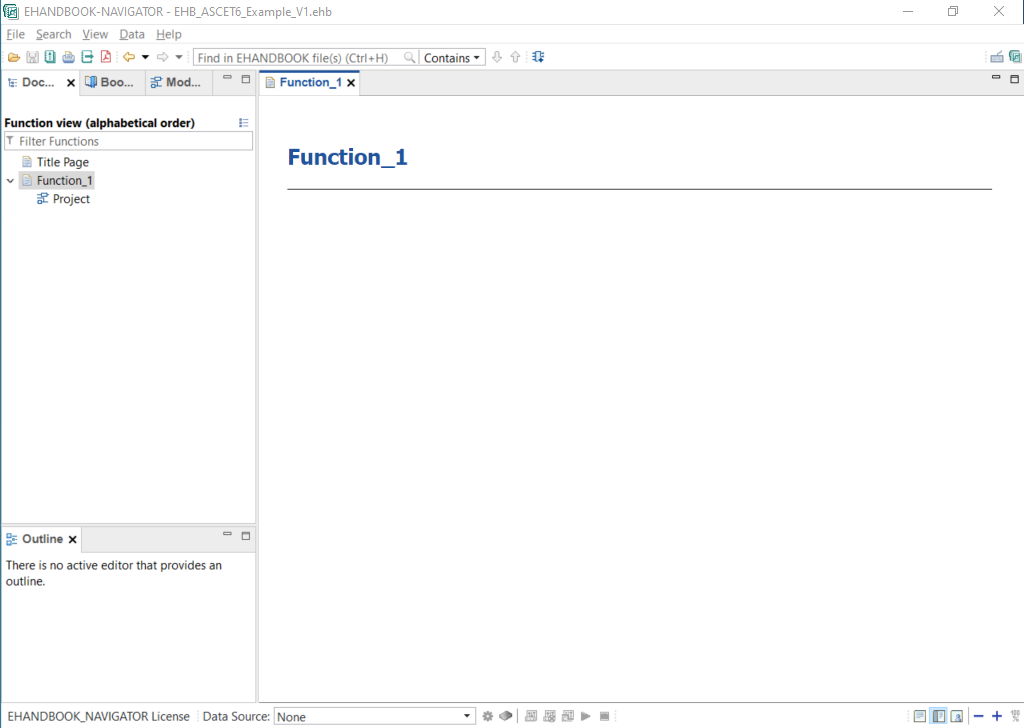 EHANDBOOK-NAVIGATOR - EHB_ASCET6_Example_V1.ehb
File Search View Data Help
Find in EHANDBOOK file(s) (Ctrl+H) Contains
Doc... Boo... Mod... Function_1
Function view (alphabetical order)
Filter Functions
Title Page
Function_1
Project
Function_1
Outline
There is no active editor that provides an
outline.
EHANDBOOK_NAVIGATOR License Data Source: None